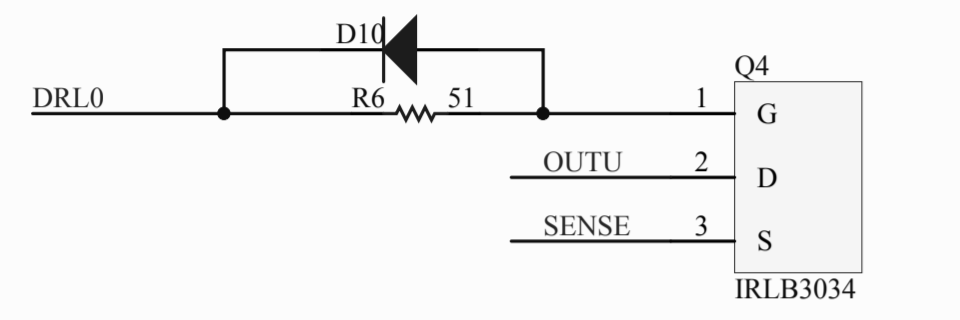 D10
Q4
DRL0 R6 51 1 G
OUTU 2 D
SENSE 3 S
IRLB3034